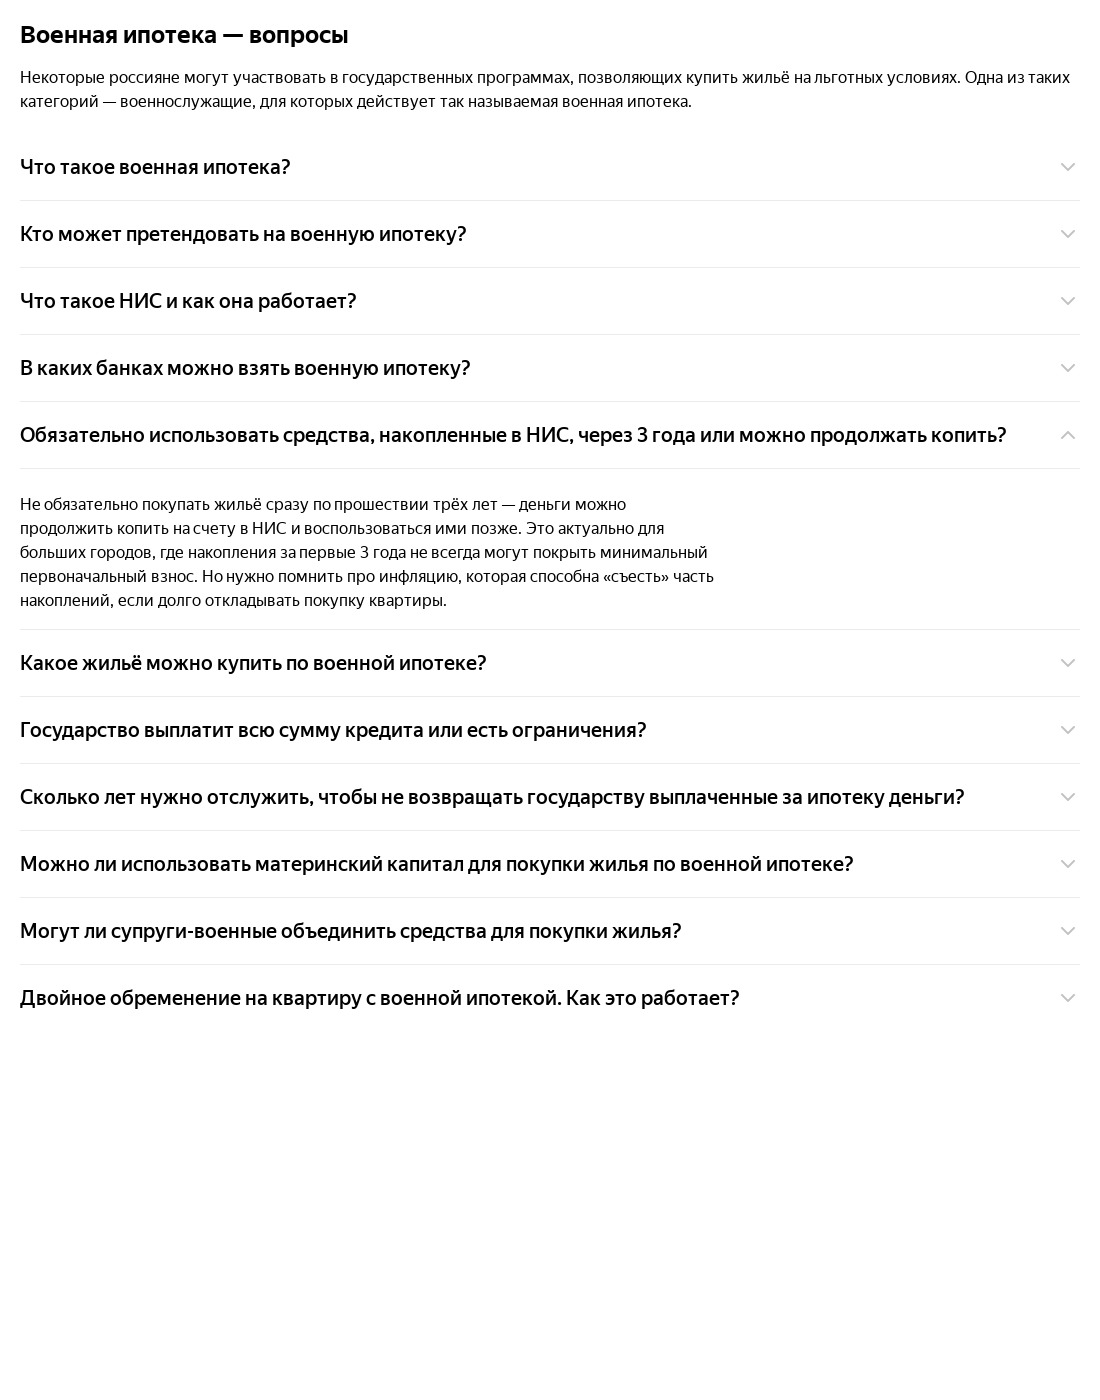 Военная ипотека — вопросы
Некоторые россияне могут участвовать в государственных программах, позволяющих купить жильё на льготных условиях. Одна из таких
категорий — военнослужащие, для которых действует так называемая военная ипотека.
Что такое военная ипотека?
Кто может претендовать на военную ипотеку?
Что такое НИС и как она работает?
В каких банках можно взять военную ипотеку?
Обязательно использовать средства, накопленные в НИС, через 3 года или можно продолжать копить?
Не обязательно покупать жильё сразу по прошествии трёх лет — деньги можно
продолжить копить на счету в НИС и воспользоваться ими позже. Это актуально для
больших городов, где накопления за первые 3 года не всегда могут покрыть минимальный
первоначальный взнос. Но нужно помнить про инфляцию, которая способна «съесть» часть
накоплений, если долго откладывать покупку квартиры.
Какое жильё можно купить по военной ипотеке?
Государство выплатит всю сумму кредита или есть ограничения?
Сколько лет нужно отслужить, чтобы не возвращать государству выплаченные за ипотеку деньги?
Можно ли использовать материнский капитал для покупки жилья по военной ипотеке?
Могут ли супруги-военные объединить средства для покупки жилья?
Двойное обременение на квартиру с военной ипотекой. Как это работает?